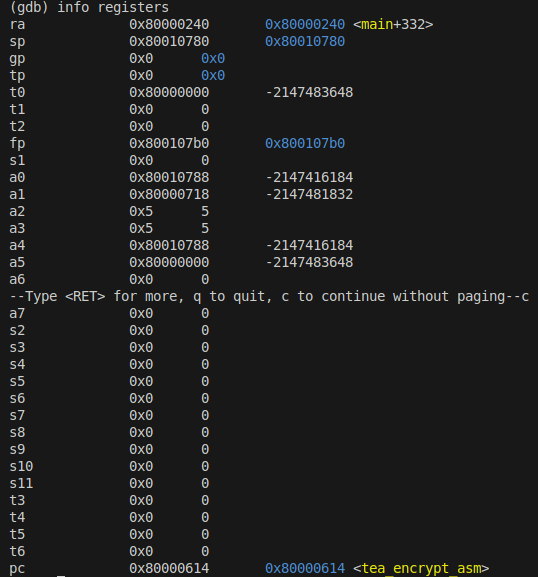 (gdb) info registers
ra             0x80000240       0x80000240 <main+332>
sp             0x80010780       0x80010780
gp             0x0      0x0
tp             0x0      0x0
t0             0x80000000       -2147483648
t1             0x0      0
t2             0x0      0
fp             0x800107b0       0x800107b0
s1             0x0      0
a0             0x80010788       -2147416184
a1             0x80000718       -2147481832
a2             0x5      5
a3             0x5      5
a4             0x80010788       -2147416184
a5             0x80000000       -2147483648
a6             0x0      0
--Type <RET> for more, q to quit, c to continue without paging--c
a7             0x0      0
s2             0x0      0
s3             0x0      0
s4             0x0      0
s5             0x0      0
s6             0x0      0
s7             0x0      0
s8             0x0      0
s9             0x0      0
s10            0x0      0
s11            0x0      0
t3             0x0      0
t4             0x0      0
t5             0x0      0
t6             0x0      0
pc             0x80000614       0x80000614 <tea_encrypt_asm>